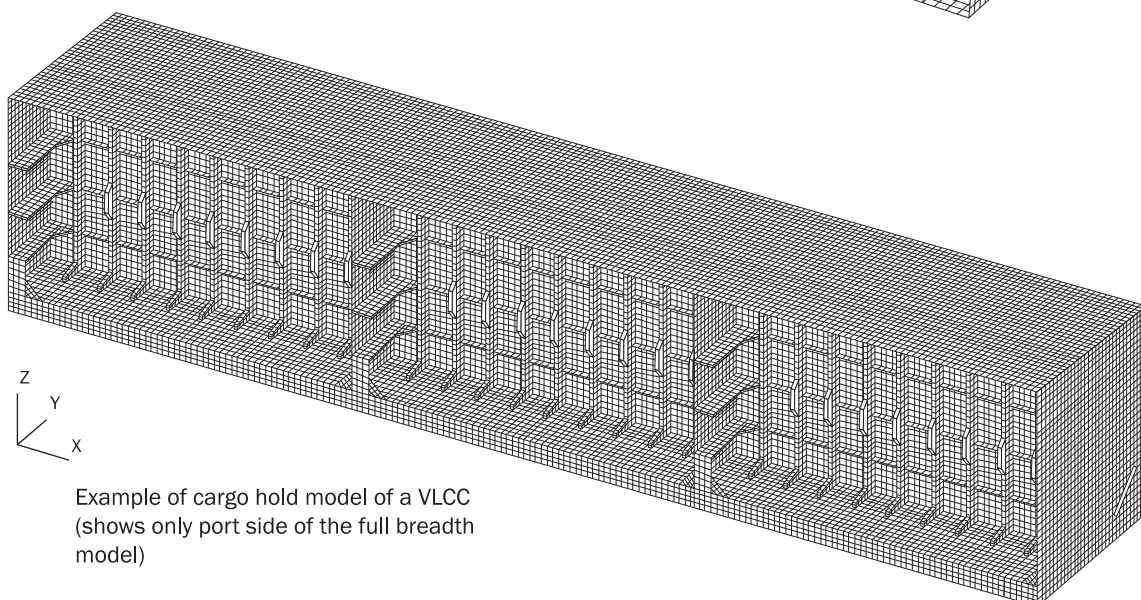 Z
Y
X
Example of cargo hold model of a VLCC
(shows only port side of the full breadth
model)